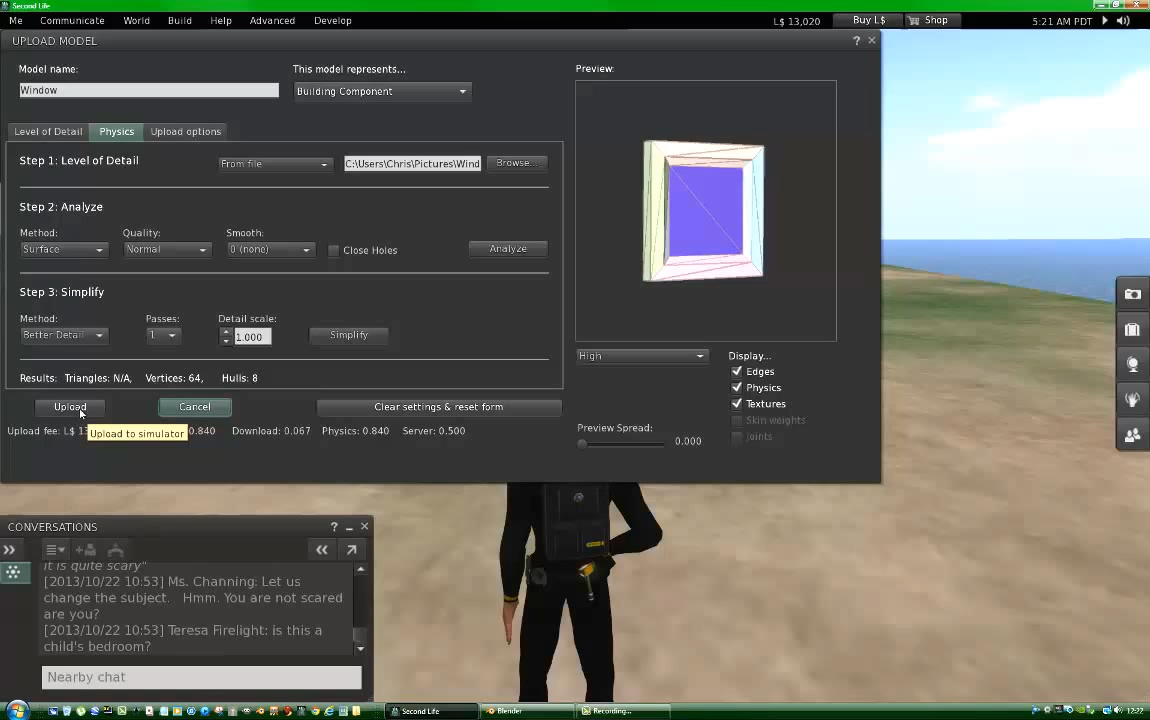 Second Life
Me Communicate World Build Help Advanced Develop
L$ 13,020 Buy L$ Shop 5:21 AM PDT
UPLOAD MODEL
Model name:
This model represents...
Preview:
Window
Building Component
Level of Detail Physics Upload options
Step 1: Level of Detail
From file
C:\Users\Chris\Pictures\Wind
Browse...
Step 2: Analyze
Method: Quality: Smooth:
Surface Normal 0 (none) Close Holes Analyze
Step 3: Simplify
Method: Passes: Detail scale:
Better Detail 1 1.000 Simplify
Results: Triangles: N/A, Vertices: 64, Hulls: 8
High
Display...
Edges
Physics
Textures
Skin weights
Joints
Upload Cancel Clear settings & reset form
Upload fee: L$ 0.840 Download: 0.067 Physics: 0.840 Server: 0.500
Upload to simulator
Preview Spread: 0.000
CONVERSATIONS
it is quite scary"
[2013/10/22 10:53] Ms. Channing: Let us
change the subject. Hmm. You are not scared
are you?
[2013/10/22 10:53] Teresa Firelight: is this a
child's bedroom?
Nearby chat
Second Life Blender Recording... 12:22